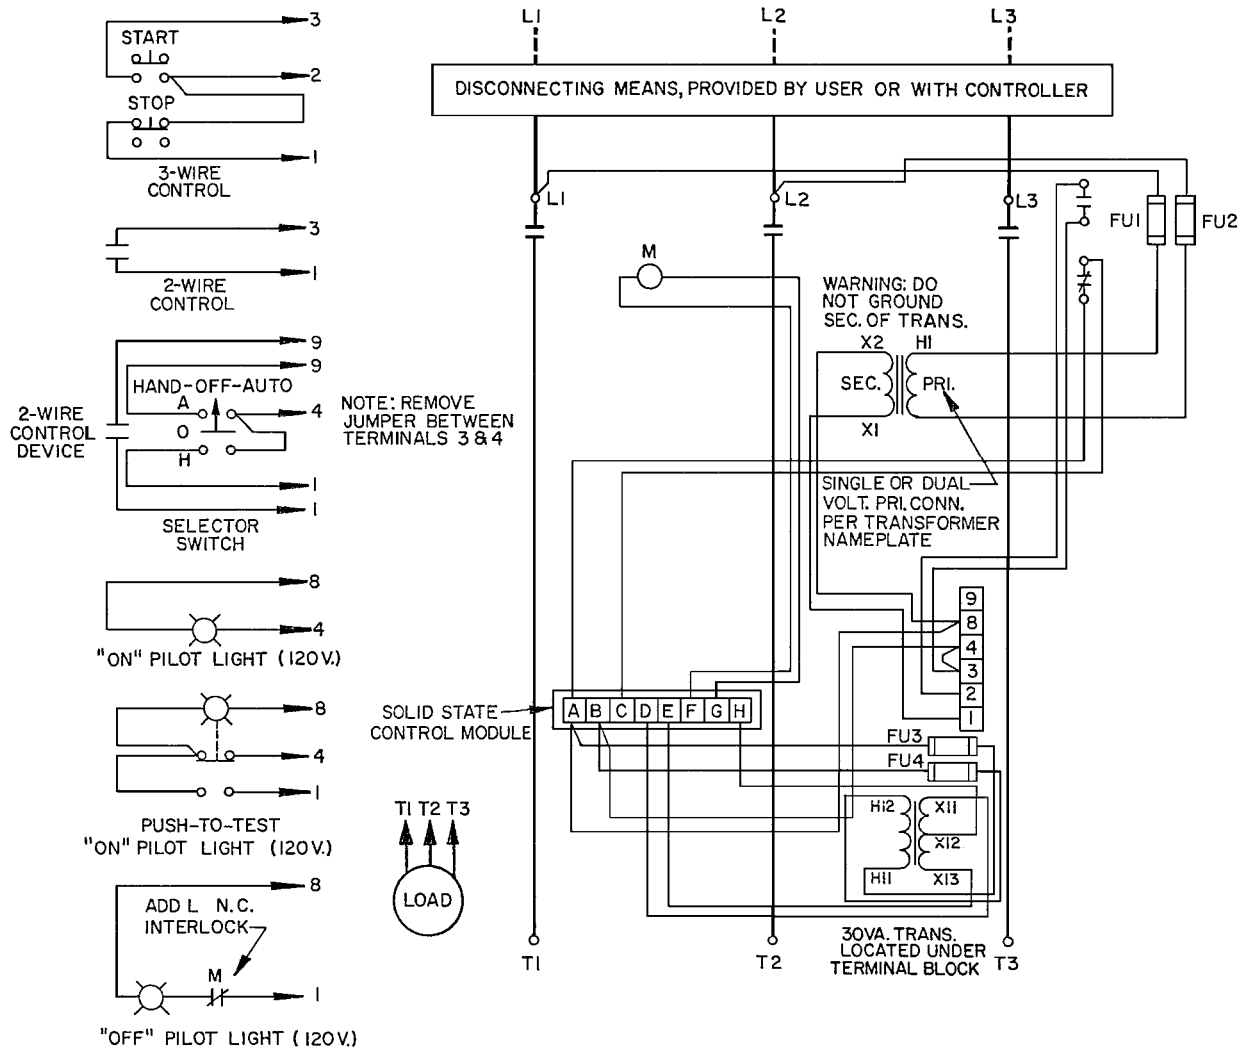 3
START
2
STOP
1
3-WIRE
CONTROL
3
1
2-WIRE
CONTROL
9
9
HAND-OFF-AUTO
A
4
O
H
2-WIRE
CONTROL
DEVICE
1
1
SELECTOR
SWITCH
NOTE: REMOVE
JUMPER BETWEEN
TERMINALS 3 & 4
8
4
"ON" PILOT LIGHT (120V.)
8
4
1
PUSH-TO-TEST
"ON" PILOT LIGHT (120V.)
8
ADD L N.C.
INTERLOCK
M
1
"OFF" PILOT LIGHT (120V.)
L1 L2 L3
DISCONNECTING MEANS, PROVIDED BY USER OR WITH CONTROLLER
L1 L2 L3
FU1 FU2
M
WARNING: DO
NOT GROUND
SEC. OF TRANS.
X2 H1
SEC. PRI.
X1
SINGLE OR DUAL
VOLT. PRI. CONN.
PER TRANSFORMER
NAMEPLATE
9
8
4
3
2
1
SOLID STATE
CONTROL MODULE
A B C D E F G H
FU3
FU4
H12 X11
X12
H11 X13
T1 T2 T3
LOAD
30VA. TRANS.
LOCATED UNDER
TERMINAL BLOCK
T1 T2 T3